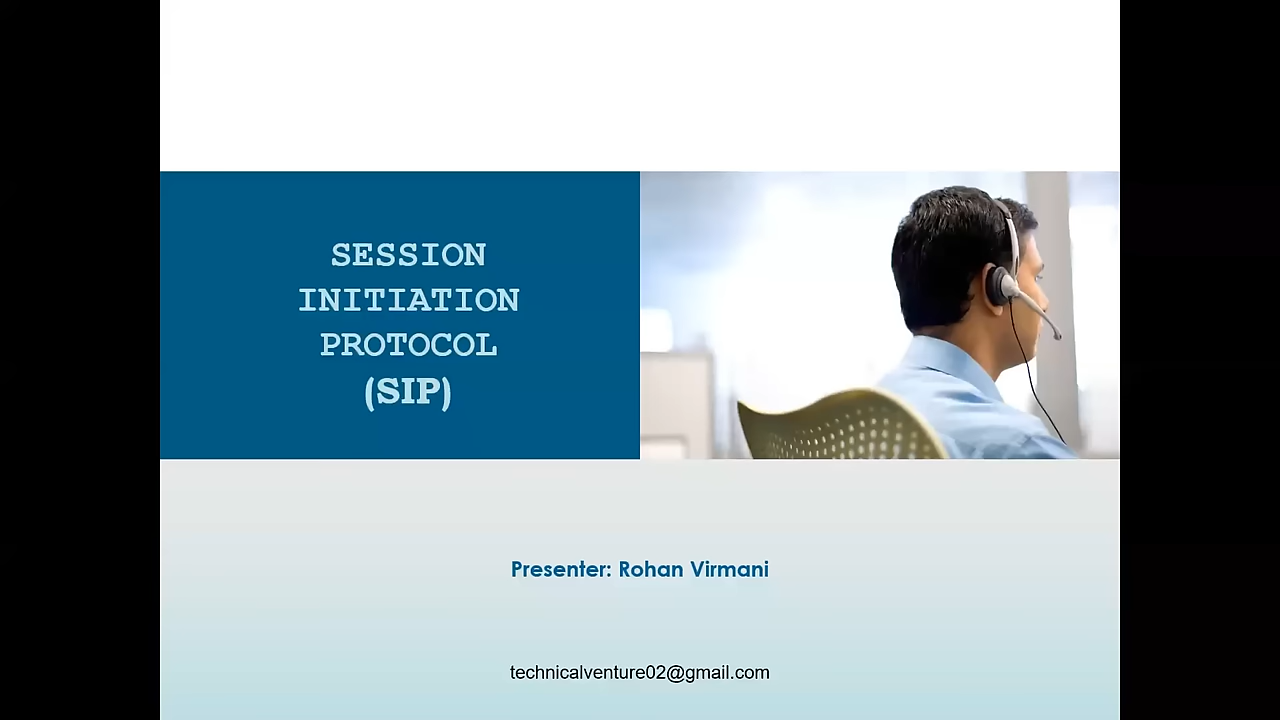 SESSION
INITIATION
PROTOCOL
(SIP)
Presenter: Rohan Virmani
technicalventure02@gmail.com